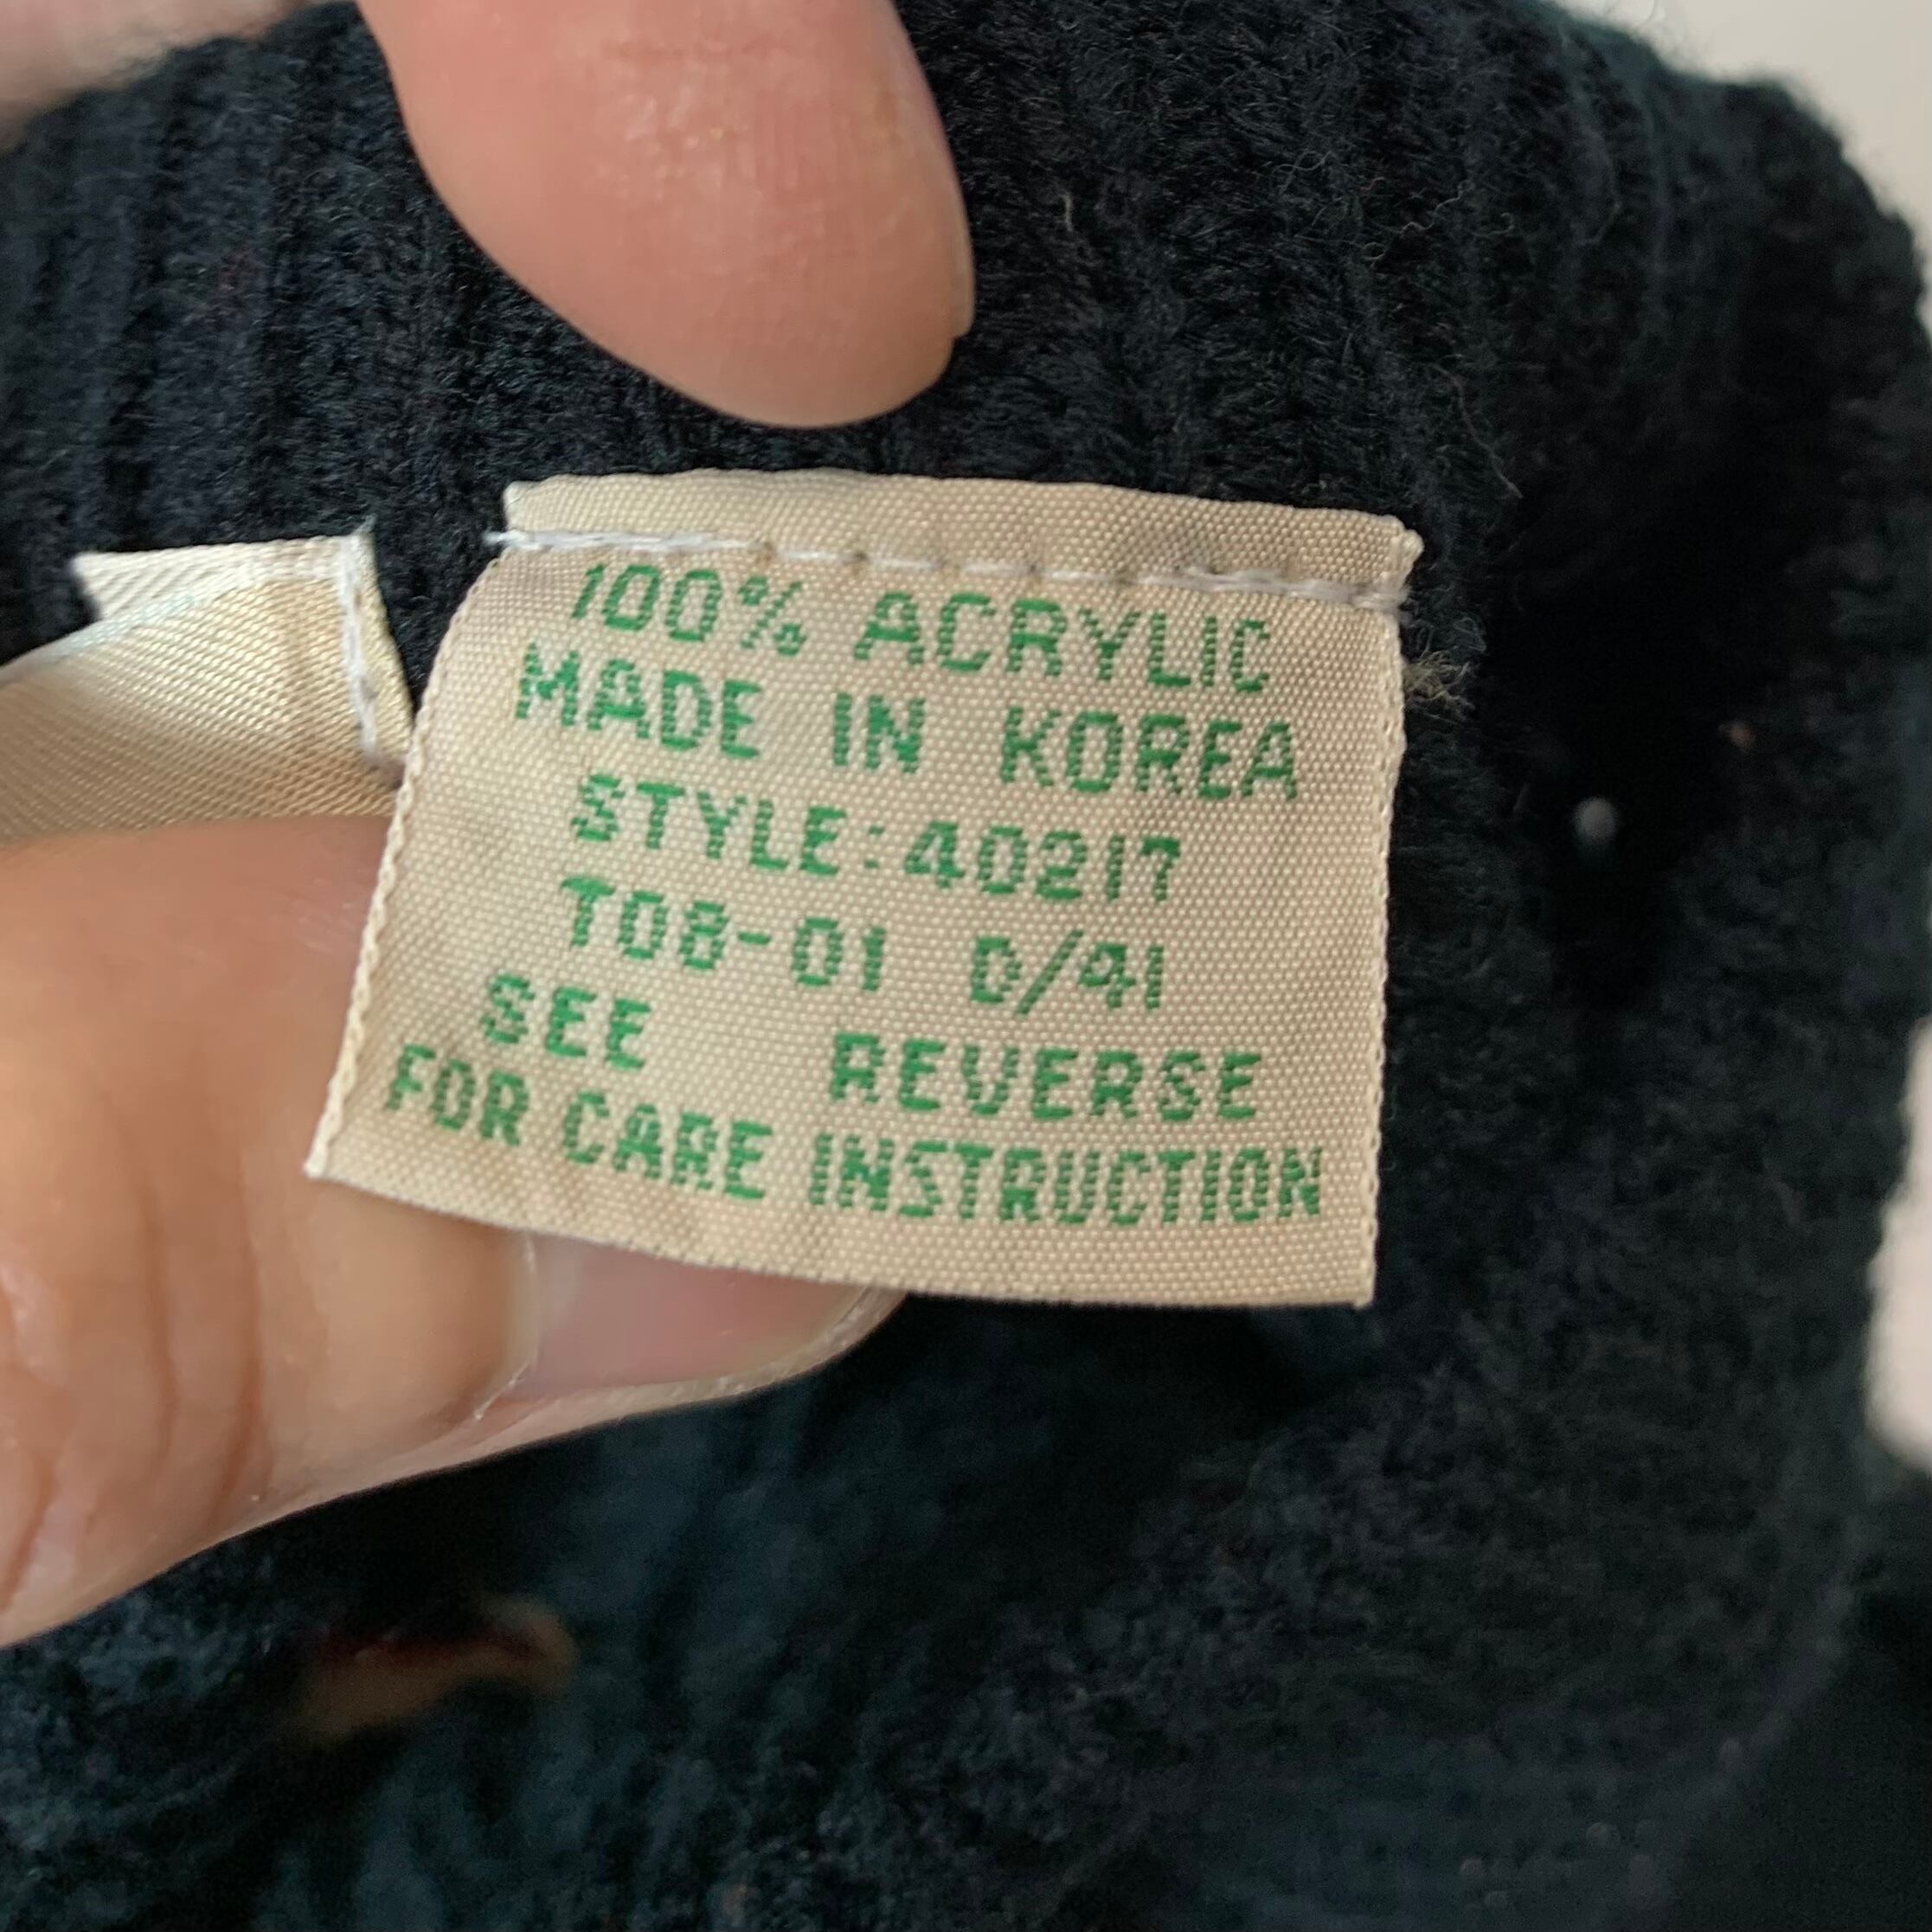 100% ACRYLIC
MADE IN KOREA
STYLE:40217
T08-01 D/41
SEE REVERSE
FOR CARE INSTRUCTION